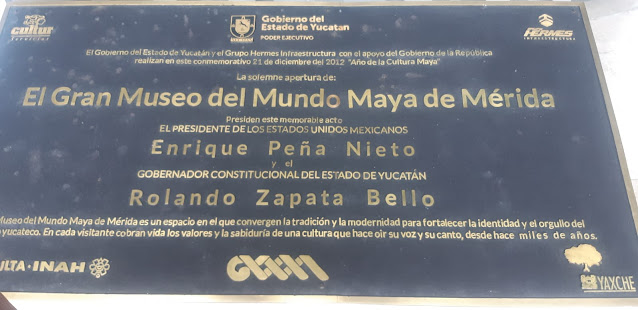 cultur
servicios
Gobierno del
Estado de Yucatán
PODER EJECUTIVO
HERMES
INFRAESTRUCTURA
El Gobierno del Estado de Yucatán y el Grupo Hermes Infraestructura con el apoyo del Gobierno de la República
realizan en este conmemorativo 21 de diciembre del 2012 "Año de la Cultura Maya"
La solemne apertura de:
El Gran Museo del Mundo Maya de Mérida
Presiden este memorable acto
EL PRESIDENTE DE LOS ESTADOS UNIDOS MEXICANOS
Enrique Peña Nieto
y el
GOBERNADOR CONSTITUCIONAL DEL ESTADO DE YUCATÁN
Rolando Zapata Bello
Museo del Mundo Maya de Mérida es un espacio en el que convergen la tradición y la modernidad para fortalecer la identidad y el orgullo del
yucateco. En cada visitante cobran vida los valores y la sabiduría de una cultura que hace oir su voz y su canto, desde hace miles de años.
ULTA·INAH
YAXCHE